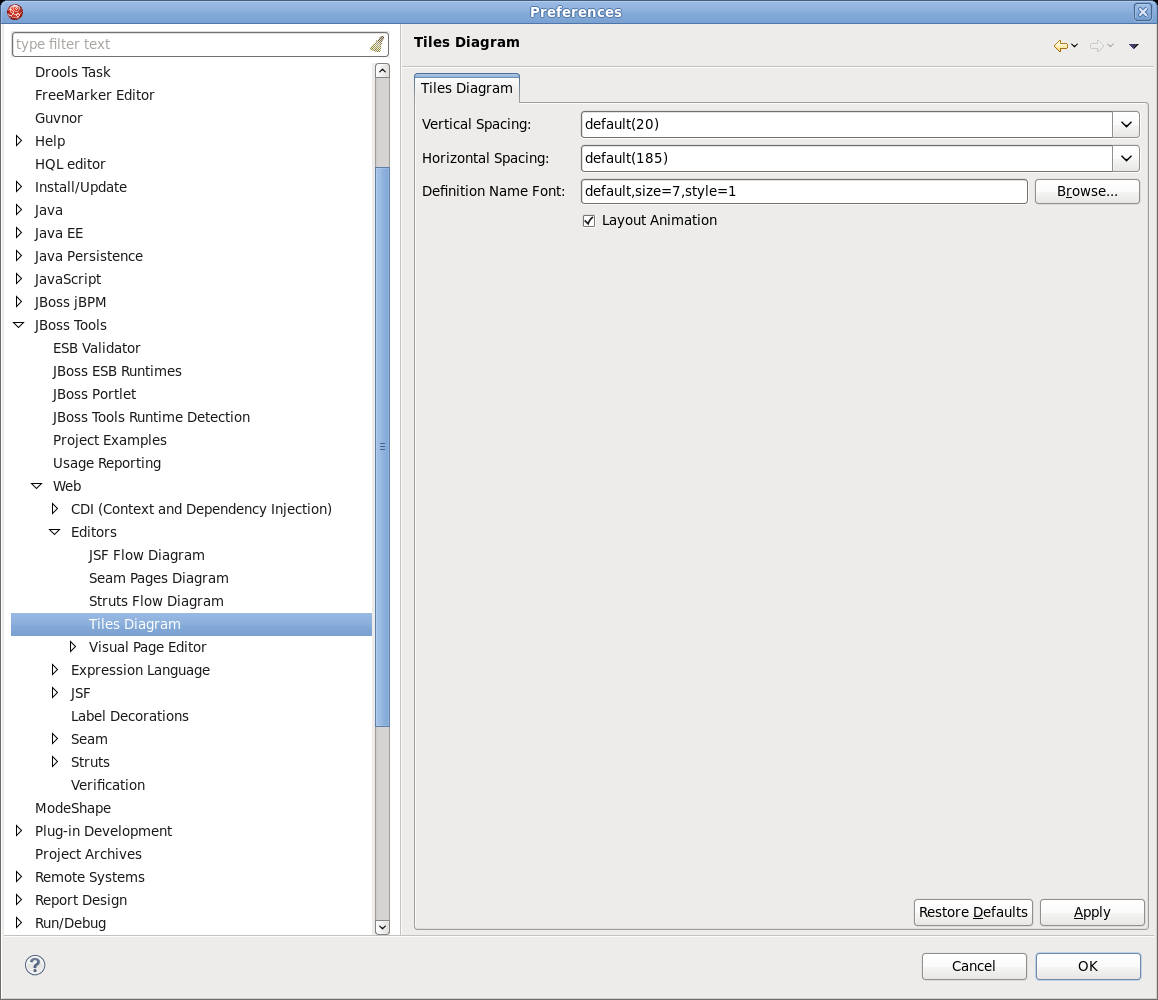 Preferences
type filter text
Drools Task
FreeMarker Editor
Guvnor
Help
HQL editor
Install/Update
Java
Java EE
Java Persistence
JavaScript
JBoss jBPM
JBoss Tools
ESB Validator
JBoss ESB Runtimes
JBoss Portlet
JBoss Tools Runtime Detection
Project Examples
Usage Reporting
Web
CDI (Context and Dependency Injection)
Editors
JSF Flow Diagram
Seam Pages Diagram
Struts Flow Diagram
Tiles Diagram
Visual Page Editor
Expression Language
JSF
Label Decorations
Seam
Struts
Verification
ModeShape
Plug-in Development
Project Archives
Remote Systems
Report Design
Run/Debug
Tiles Diagram
Tiles Diagram
Vertical Spacing: default(20)
Horizontal Spacing: default(185)
Definition Name Font: default,size=7,style=1 Browse...
Layout Animation
Restore Defaults Apply
? Cancel OK